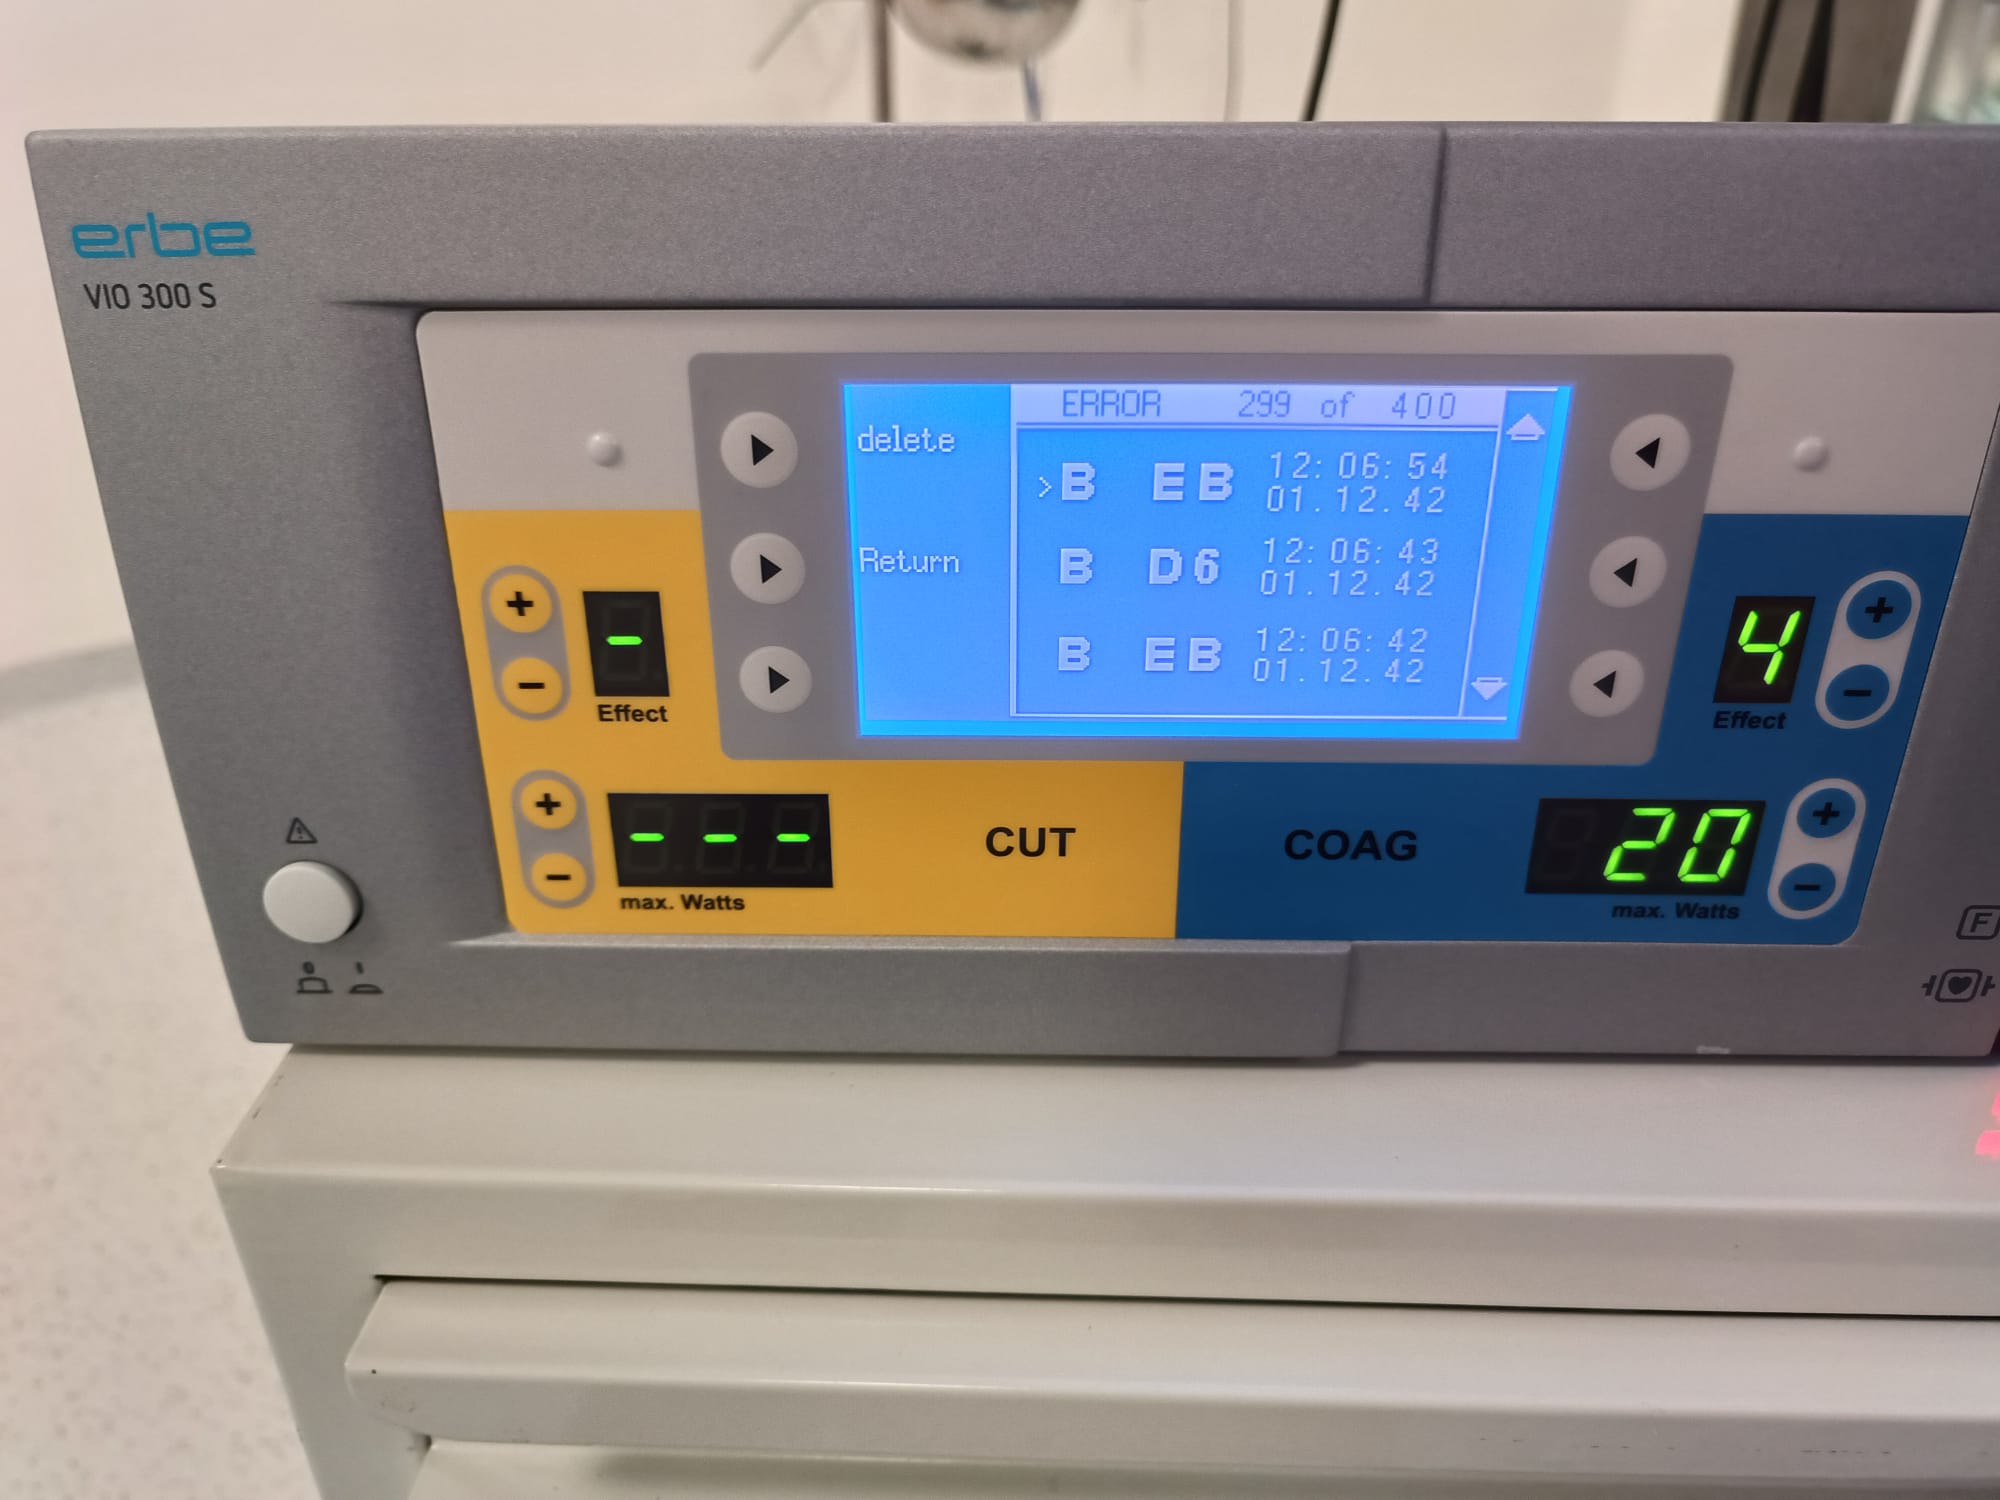 erbe
VIO 300 S
ERROR 299 of 400
delete
>B EB 12:06:54
01.12.42
B D6 12:06:43
01.12.42
Return
B EB 12:06:42
01.12.42
-
Effect
4
Effect
- - -
max. Watts
CUT
COAG
20
max. Watts
F